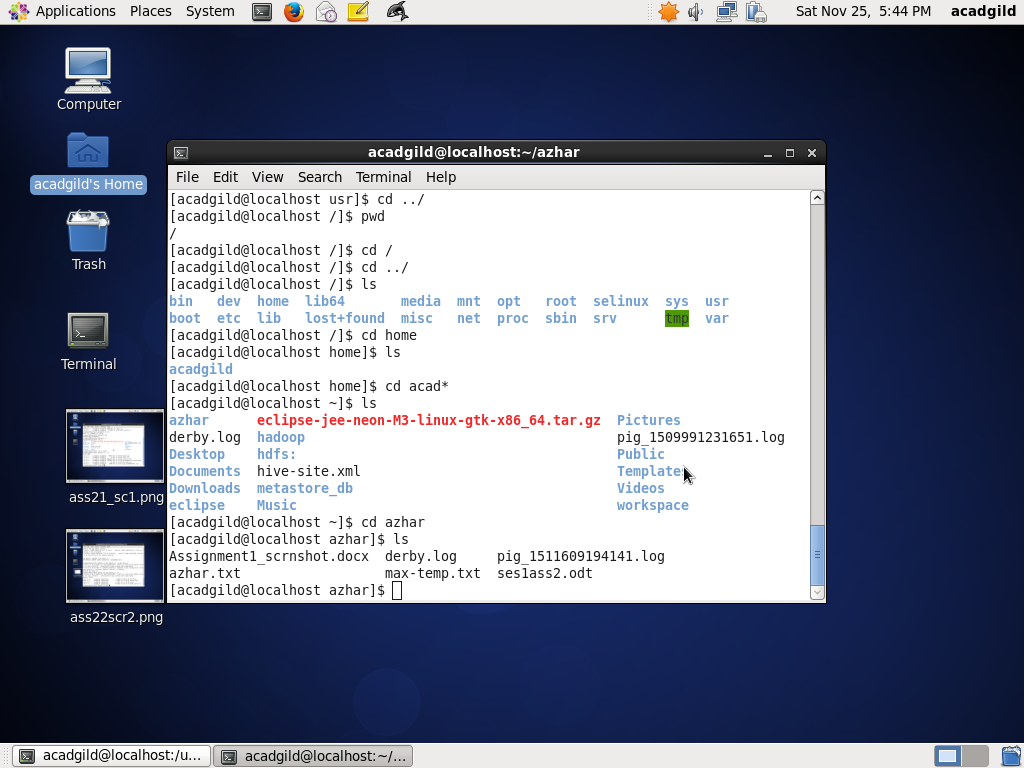 Applications Places System Sat Nov 25, 5:44 PM acadgild
Computer
acadgild's Home
Trash
Terminal
ass21_sc1.png
ass22scr2.png
acadgild@localhost:~/azhar
File Edit View Search Terminal Help
[acadgild@localhost usr]$ cd ../
[acadgild@localhost /]$ pwd
/
[acadgild@localhost /]$ cd /
[acadgild@localhost /]$ cd ../
[acadgild@localhost /]$ ls
bin dev home lib64 media mnt opt root selinux sys usr
boot etc lib lost+found misc net proc sbin srv tmp var
[acadgild@localhost /]$ cd home
[acadgild@localhost home]$ ls
acadgild
[acadgild@localhost home]$ cd acad*
[acadgild@localhost ~]$ ls
azhar eclipse-jee-neon-M3-linux-gtk-x86_64.tar.gz Pictures
derby.log hadoop pig_1509991231651.log
Desktop hdfs: Public
Documents hive-site.xml Templates
Downloads metastore_db Videos
eclipse Music workspace
[acadgild@localhost ~]$ cd azhar
[acadgild@localhost azhar]$ ls
Assignment1_scrnshot.docx derby.log pig_1511609194141.log
azhar.txt max-temp.txt ses1ass2.odt
[acadgild@localhost azhar]$
acadgild@localhost:/u... acadgild@localhost:~/...